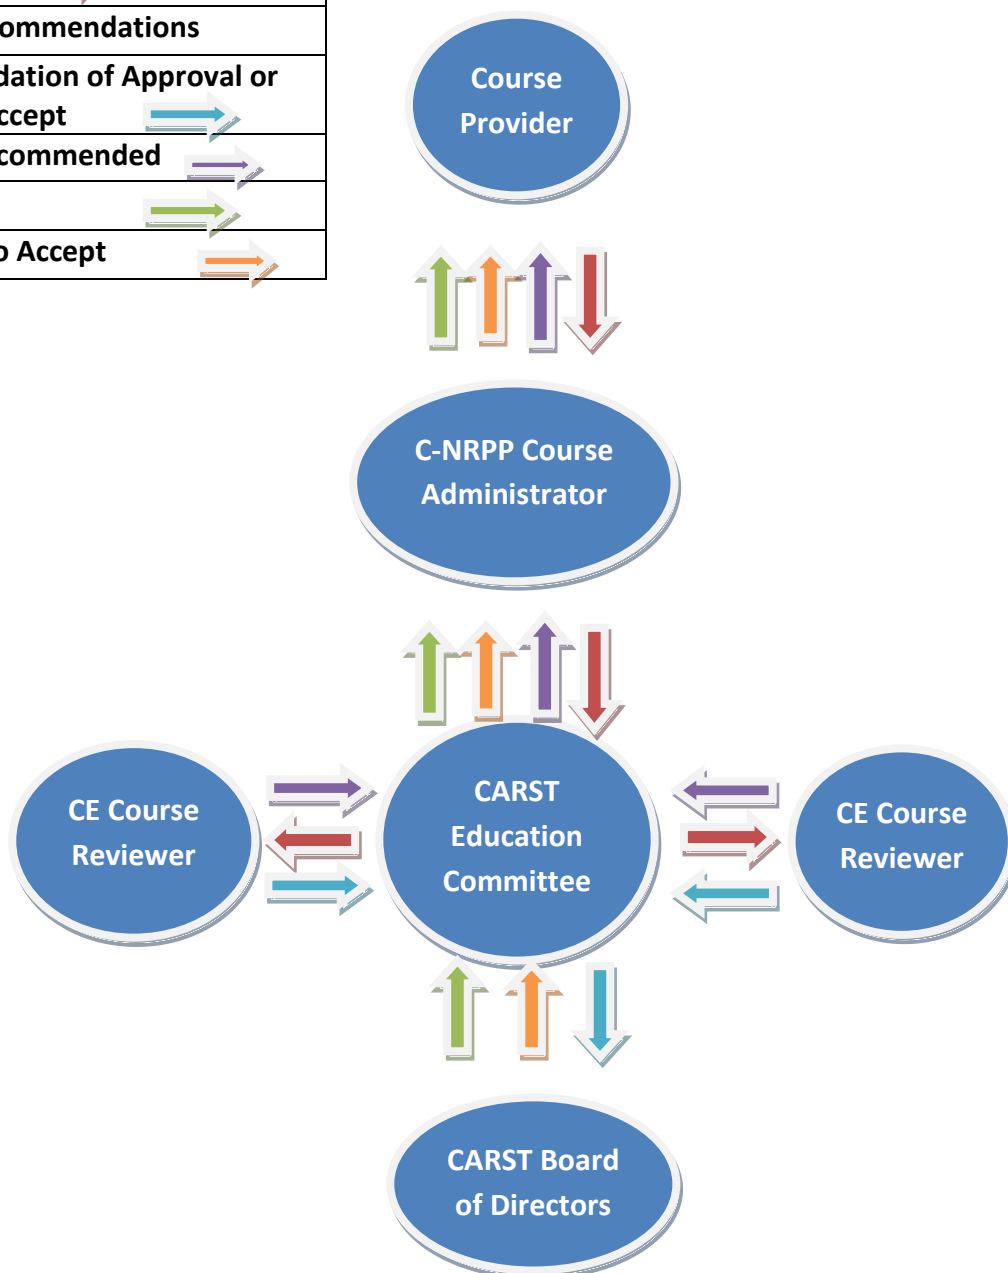 ommendations
dation of Approval or
ccept
commended
o Accept
Course
Provider
C-NRPP Course
Administrator
CE Course
Reviewer
CARST
Education
Committee
CE Course
Reviewer
CARST Board
of Directors